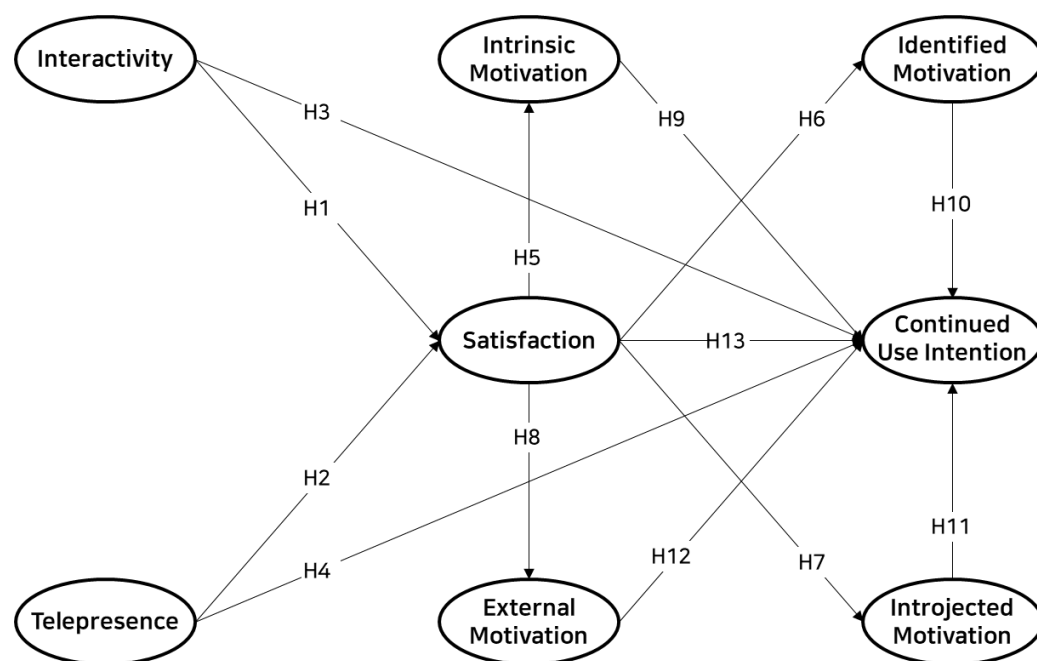 Interactivity
Intrinsic
Motivation
Identified
Motivation
H3
H9
H6
H1
H10
H5
Satisfaction
H13
Continued
Use Intention
H8
H2
H4
H12
H7
H11
Telepresence
External
Motivation
Introjected
Motivation